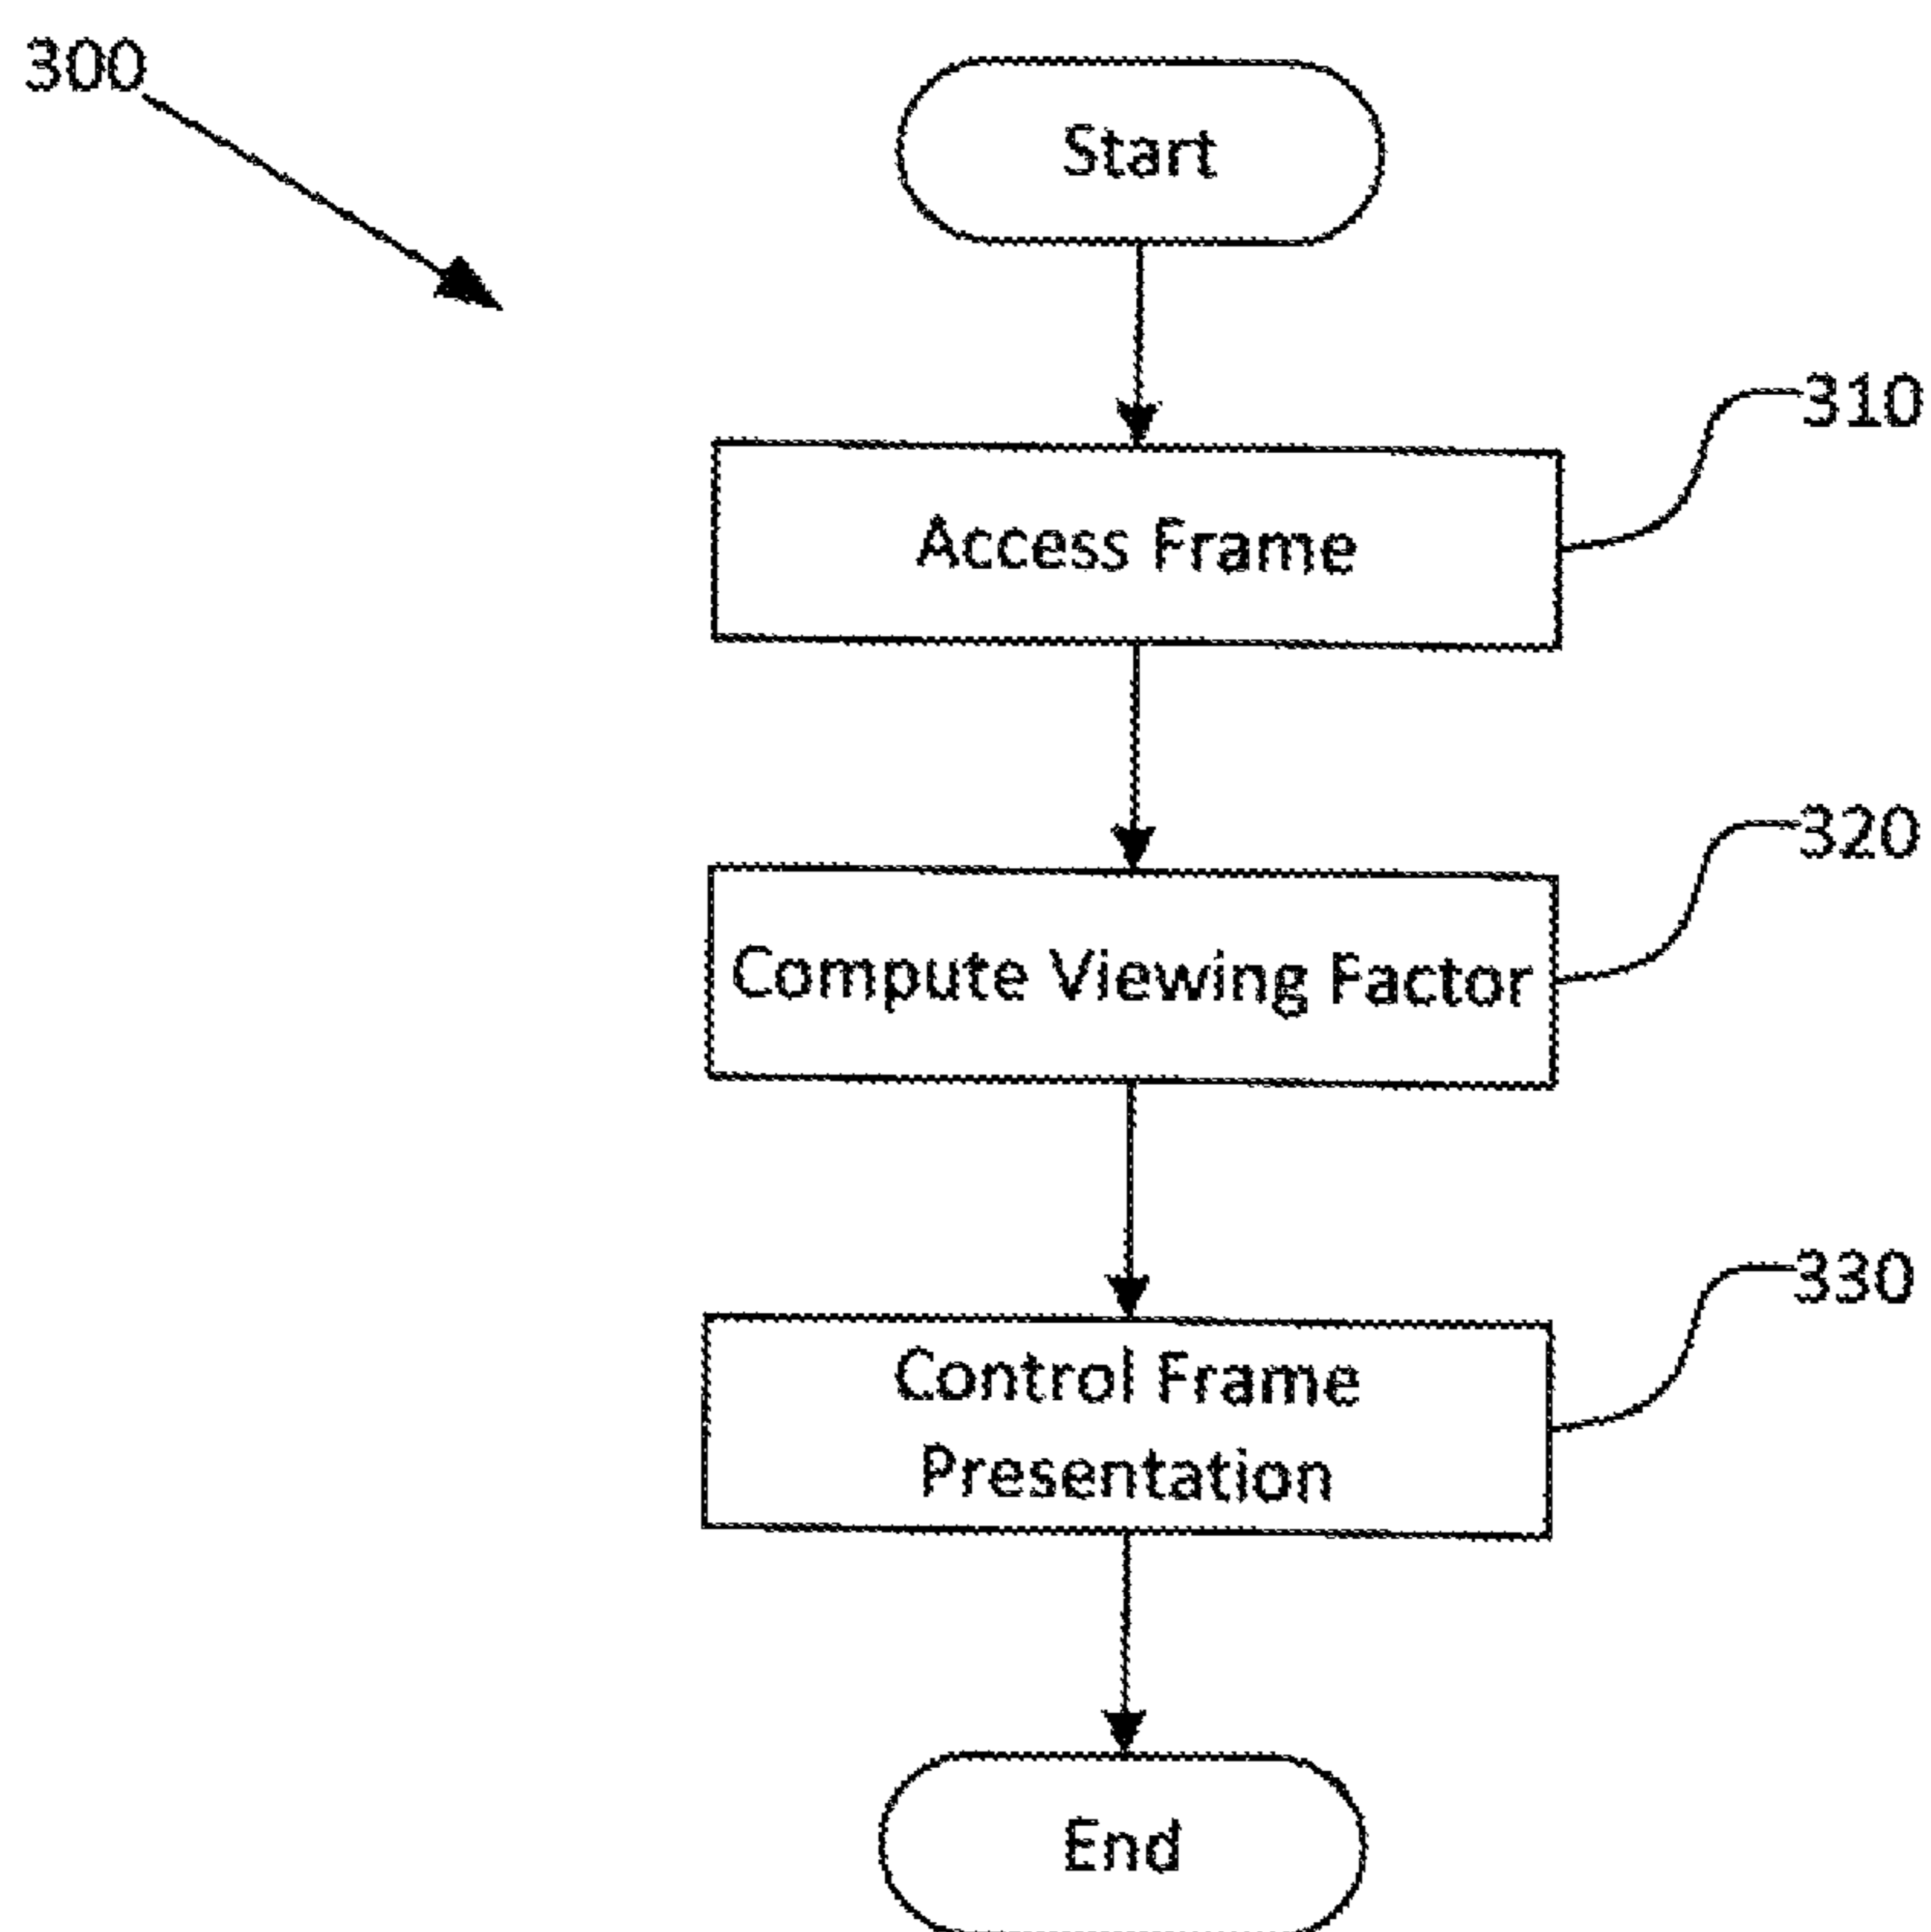 300
Start
310
Access Frame
320
Compute Viewing Factor
330
Control Frame
Presentation
End